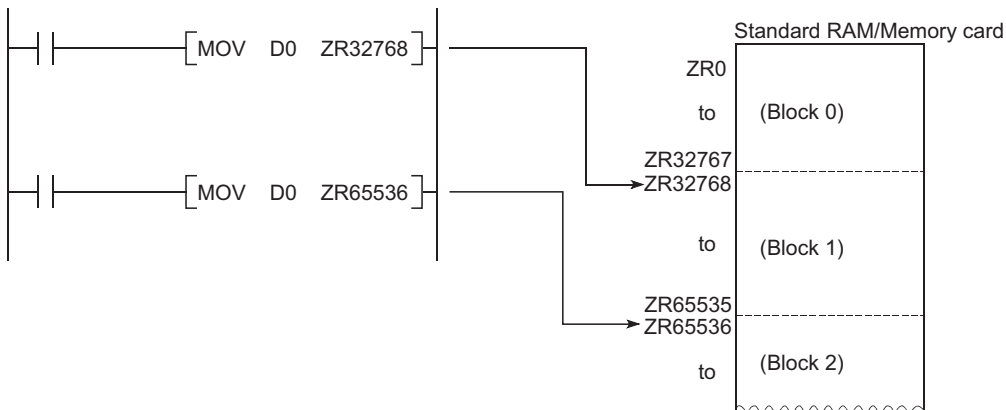 MOV D0 ZR32768
MOV D0 ZR65536
Standard RAM/Memory card
ZR0
to
(Block 0)
ZR32767
ZR32768
to
(Block 1)
ZR65535
ZR65536
to
(Block 2)